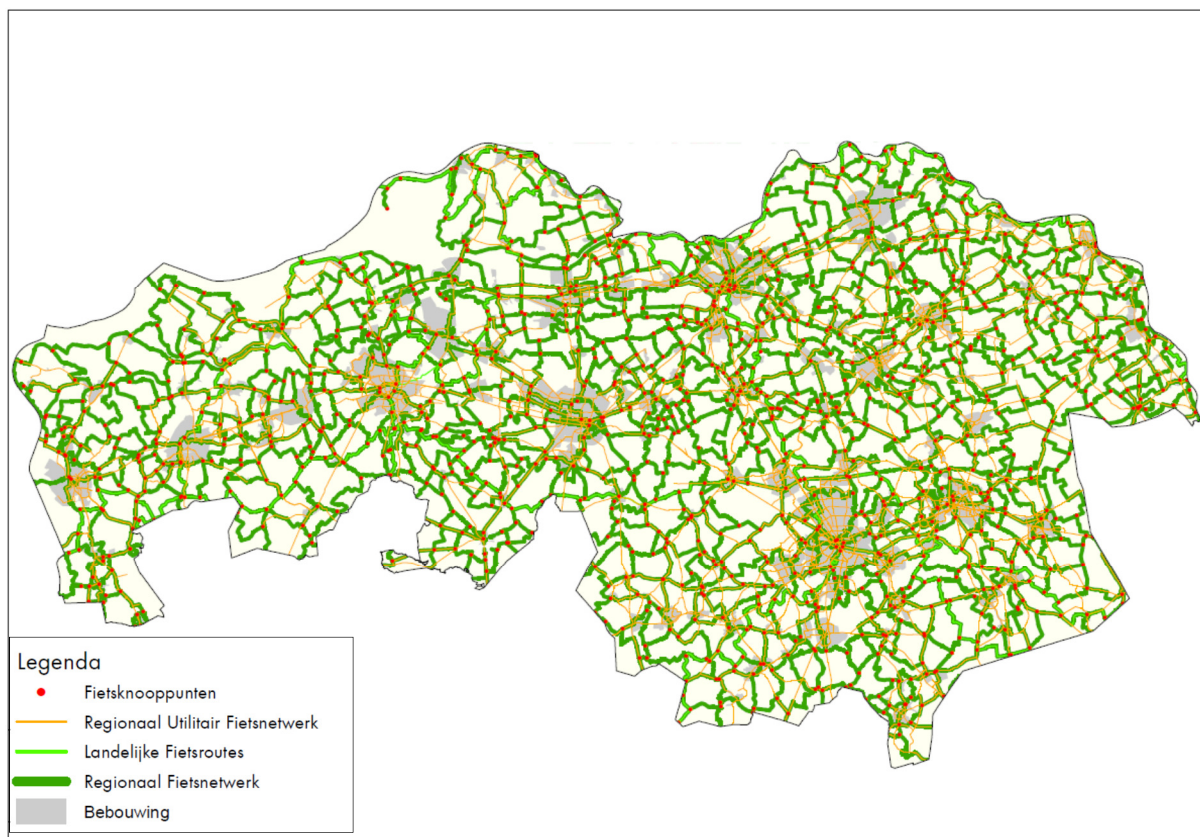 Legenda
Fietsknooppunten
Regionaal Utilitair Fietsnetwerk
Landelijke Fietsroutes
Regionaal Fietsnetwerk
Bebouwing